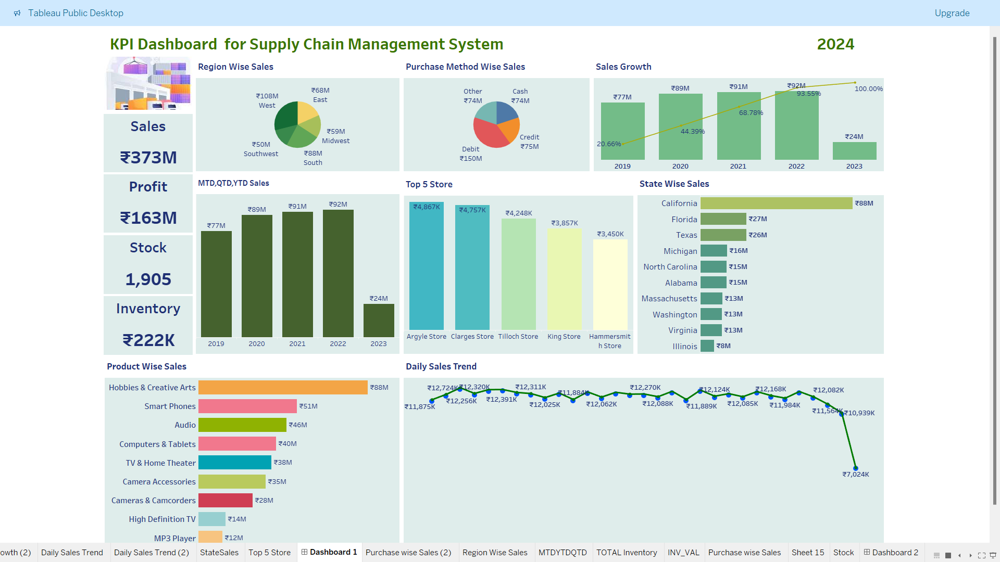 Tableau Public Desktop
Upgrade
KPI Dashboard for Supply Chain Management System
2024
Sales
₹373M
Profit
₹163M
Stock
1,905
Inventory
₹222K
Region Wise Sales
₹108M
West
₹68M
East
₹59M
Midwest
₹50M
Southwest
₹88M
South
Purchase Method Wise Sales
Other
₹74M
Cash
₹74M
Credit
₹75M
Debit
₹150M
Sales Growth
₹77M
₹89M
₹91M
₹92M
₹24M
20.66%
44.39%
68.78%
93.55%
100.00%
2019
2020
2021
2022
2023
MTD,QTD,YTD Sales
₹77M
₹89M
₹91M
₹92M
₹24M
2019
2020
2021
2022
2023
Top 5 Store
₹4,867K
₹4,757K
₹4,248K
₹3,857K
₹3,450K
Argyle Store
Clarges Store
Tilloch Store
King Store
Hammersmit
h Store
State Wise Sales
California ₹88M
Florida ₹27M
Texas ₹26M
Michigan ₹16M
North Carolina ₹15M
Alabama ₹15M
Massachusetts ₹13M
Washington ₹13M
Virginia ₹13M
Illinois ₹8M
Product Wise Sales
Hobbies & Creative Arts ₹88M
Smart Phones ₹51M
Audio ₹46M
Computers & Tablets ₹40M
TV & Home Theater ₹38M
Camera Accessories ₹35M
Cameras & Camcorders ₹28M
High Definition TV ₹14M
MP3 Player ₹12M
Daily Sales Trend
₹11,875K
₹12,724K
₹12,256K
₹12,320K
₹12,391K
₹12,311K
₹12,025K
₹11,884K
₹12,062K
₹12,270K
₹12,088K
₹11,889K
₹12,124K
₹12,085K
₹12,168K
₹11,984K
₹12,082K
₹11,564K
₹10,939K
₹7,024K
owth (2)
Daily Sales Trend
Daily Sales Trend (2)
StateSales
Top 5 Store
Dashboard 1
Purchase wise Sales (2)
Region Wise Sales
MTDYTDQTD
TOTAL Inventory
INV_VAL
Purchase wise Sales
Sheet 15
Stock
Dashboard 2